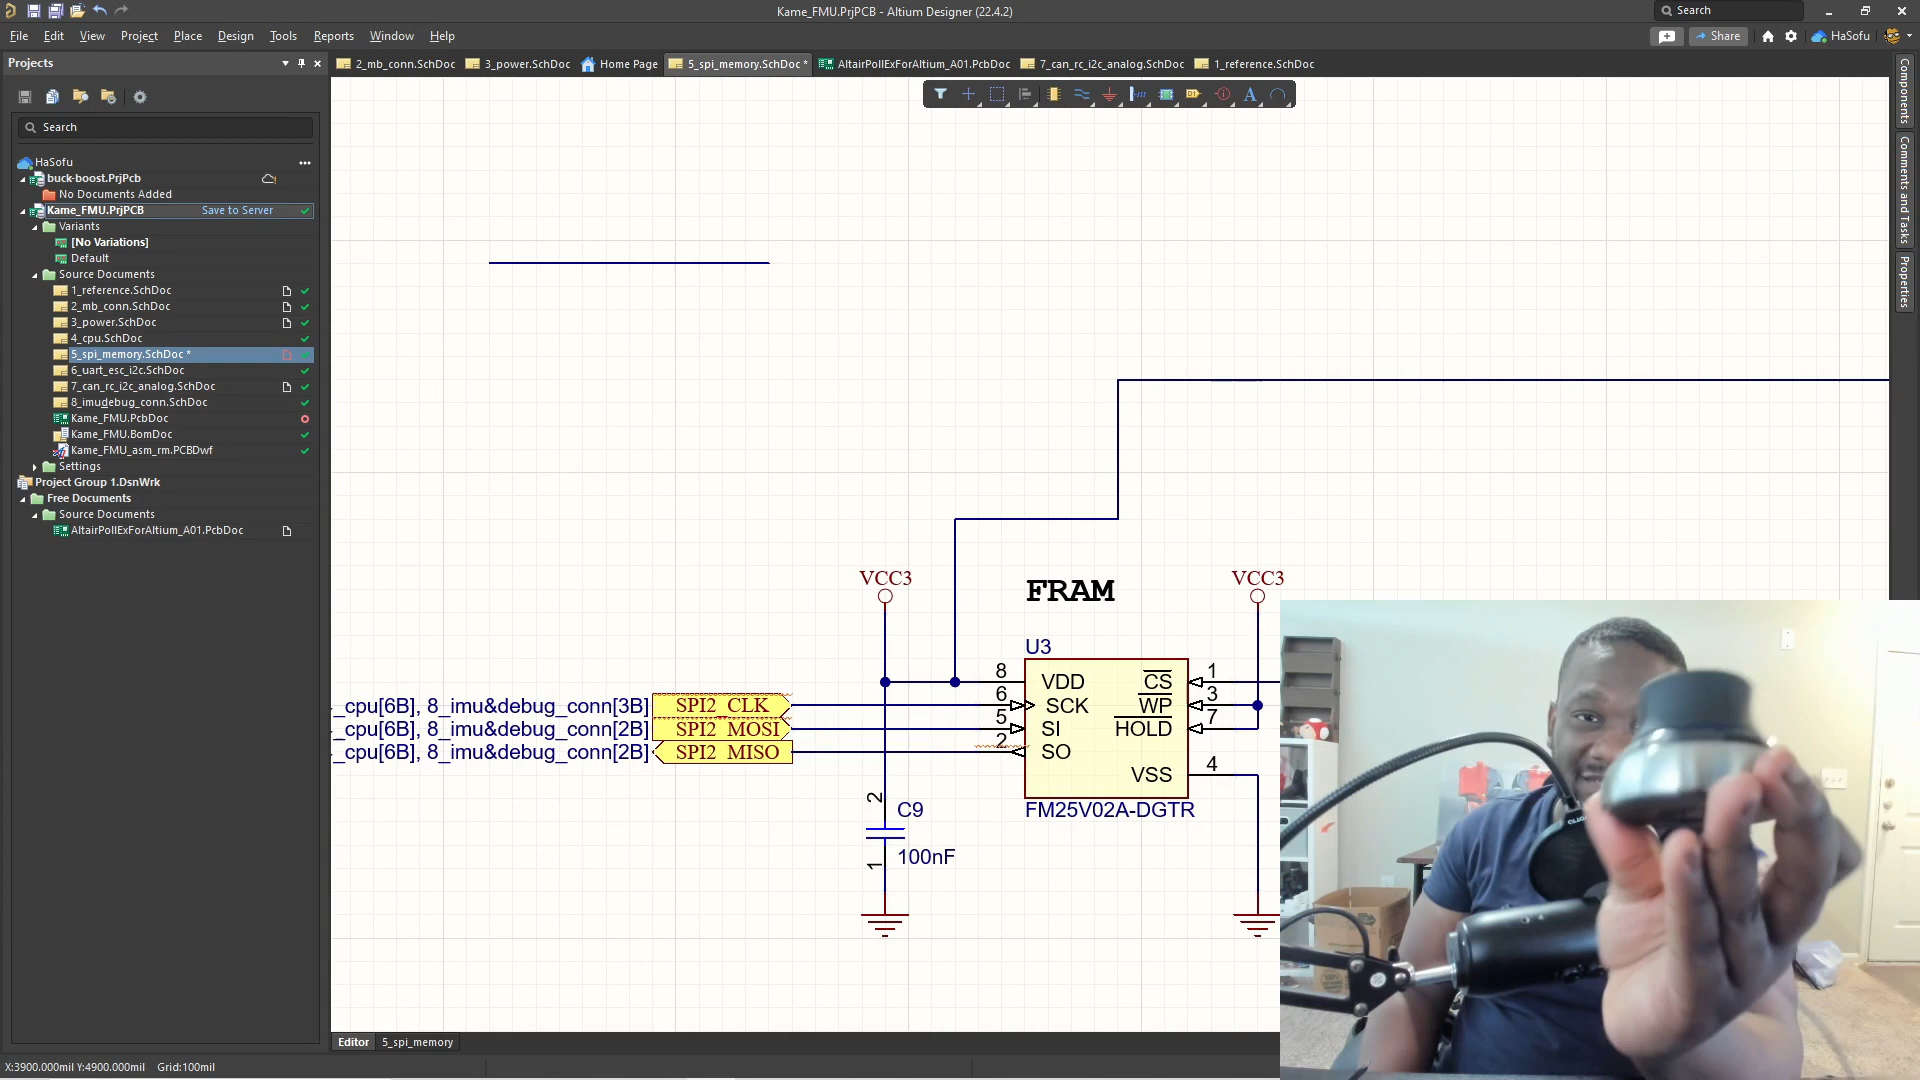 Kame_FMU.PrjPCB - Altium Designer (22.4.2)
Search
File Edit View Project Place Design Tools Reports Window Help
Share
HaSofu
Projects
2_mb_conn.SchDoc
3_power.SchDoc
Home Page
5_spi_memory.SchDoc *
AltairPollExForAltium_A01.PcbDoc
7_can_rc_i2c_analog.SchDoc
1_reference.SchDoc
Search
HaSofu
buck-boost.PrjPcb
No Documents Added
Kame_FMU.PrjPCB Save to Server
Variants
[No Variations]
Default
Source Documents
1_reference.SchDoc
2_mb_conn.SchDoc
3_power.SchDoc
4_cpu.SchDoc
5_spi_memory.SchDoc *
6_uart_esc_i2c.SchDoc
7_can_rc_i2c_analog.SchDoc
8_imudebug_conn.SchDoc
Kame_FMU.PcbDoc
Kame_FMU.BomDoc
Kame_FMU_asm_rm.PCBDwf
Settings
Project Group 1.DsnWrk
Free Documents
Source Documents
AltairPollExForAltium_A01.PcbDoc
Components
Comments and Tasks
Properties
VCC3
FRAM
VCC3
U3
8 VDD CS 1
6 SCK WP 3
5 SI HOLD 7
2 SO
VSS 4
_cpu[6B], 8_imu&debug_conn[3B] SPI2_CLK
_cpu[6B], 8_imu&debug_conn[2B] SPI2_MOSI
_cpu[6B], 8_imu&debug_conn[2B] SPI2_MISO
FM25V02A-DGTR
2
C9
100nF
1
Editor 5_spi_memory
X:3900.000mil Y:4900.000mil Grid:100mil